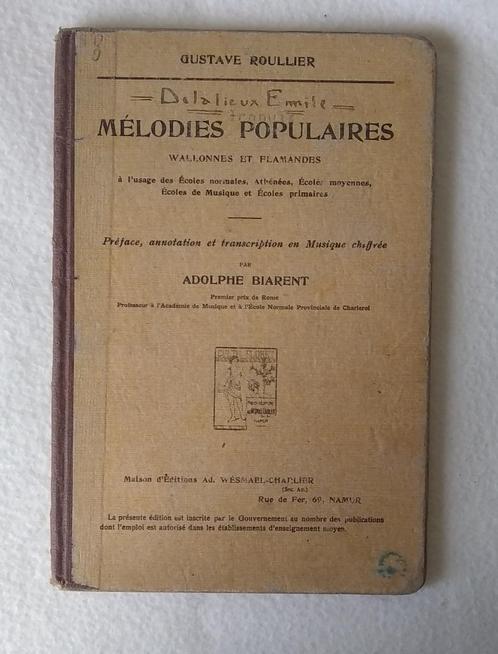 GUSTAVE ROULLIER
= Delalieux Emile =
MÉLODIES POPULAIRES
WALLONNES ET FLAMANDES
à l'usage des Écoles normales, Athénées, Écoles moyennes,
Écoles de Musique et Écoles primaires
Préface, annotation et transcription en Musique chiffrée
PAR
ADOLPHE BIARENT
Premier prix de Rome
Professeur à l'Académie de Musique et à l'École Normale Provinciale de Charleroi
Maison d'Éditions AD. WESMAEL-CHARLIER
(Soc. An.)
Rue de Fer, 69, NAMUR
La présente édition est inscrite par le Gouvernement au nombre des publications
dont l'emploi est autorisé dans les établissements d'enseignement moyen.